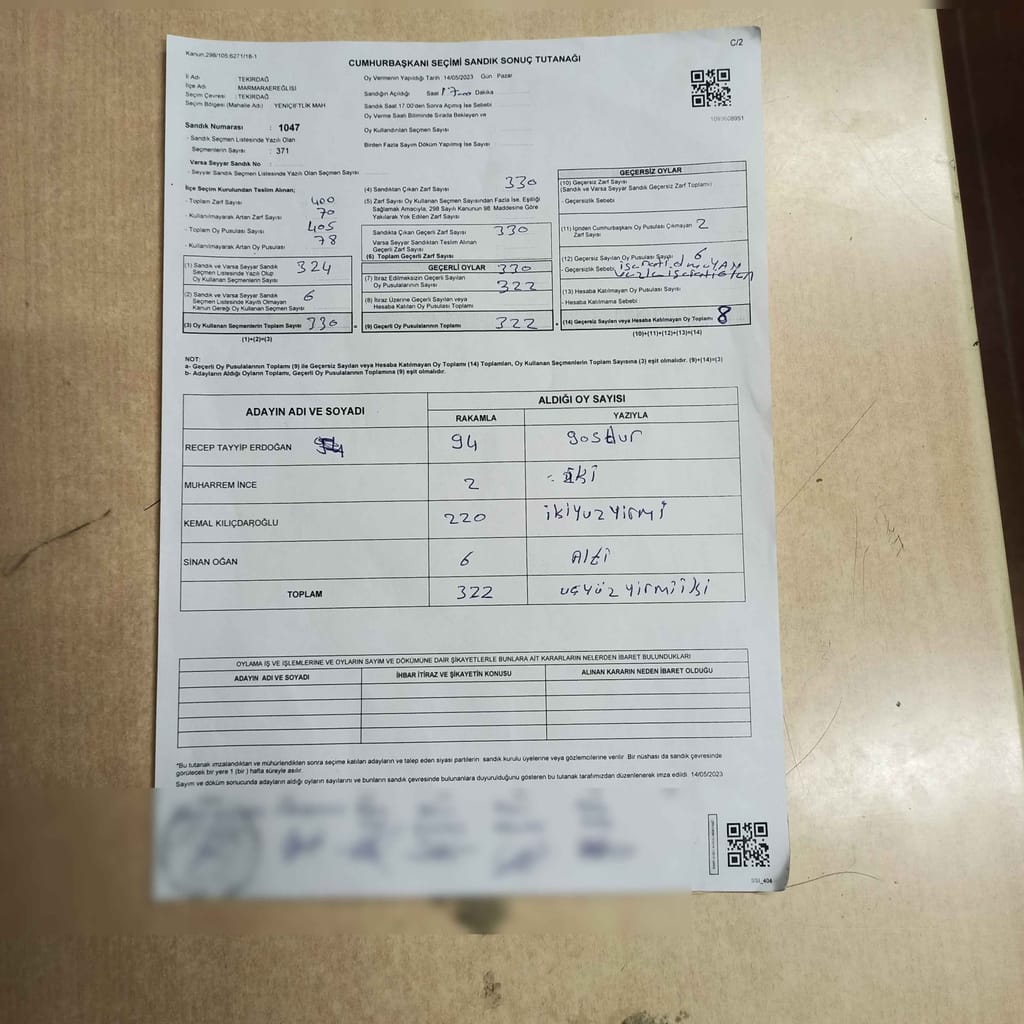 C/2
Kanun.298/105:6271/18-1
CUMHURBAŞKANI SEÇİMİ SANDIK SONUÇ TUTANAĞI
İl Adı : TEKİRDAĞ
İlçe Adı : MARMARAEREĞLİSİ
Seçim Çevresi : TEKİRDAĞ
Seçim Bölgesi (Mahalle Adı) : YENİÇİFTLİK MAH
Sandık Numarası : 1047
- Sandık Seçmen Listesinde Yazılı Olan
Seçmenlerin Sayısı : 371
Varsa Seyyar Sandık No :
- Seyyar Sandık Seçmen Listesinde Yazılı Olan Seçmen Sayısı
Oy Vermenin Yapıldığı Tarih : 14/05/2023 Gün : Pazar
Sandığın Açıldığı Saat 17 00 Dakika
Sandık Saat 17.00'den Sonra Açılmış İse Sebebi
Oy Verme Saati Bitiminde Sırada Bekleyen ve
Oy Kullandırılan Seçmen Sayısı
Birden Fazla Sayım Döküm Yapılmış İse Sayısı
1093608951
İlçe Seçim Kurulundan Teslim Alınan;
- Toplam Zarf Sayısı 400
- Kullanılmayarak Artan Zarf Sayısı 70
- Toplam Oy Pusulası Sayısı 405
- Kullanılmayarak Artan Oy Pusulası 78
(1) Sandık ve Varsa Seyyar Sandık
Seçmen Listesinde Yazılı Olup
Oy Kullanan Seçmenlerin Sayısı 324
(2) Sandık ve Varsa Seyyar Sandık
Seçmen Listesinde Kayıtlı Olmayan
Kanun Gereği Oy Kullanan Seçmen Sayısı 6
(3) Oy Kullanan Seçmenlerin Toplam Sayısı 330
(1)+(2)=(3)
(4) Sandıktan Çıkan Zarf Sayısı 330
(5) Zarf Sayısı Oy Kullanan Seçmen Sayısından Fazla İse, Eşitliği
Sağlamak Amacıyla, 298 Sayılı Kanunun 98. Maddesine Göre
Yakılarak Yok Edilen Zarf Sayısı
Sandıkta Çıkan Geçerli Zarf Sayısı 330
Varsa Seyyar Sandıktan Teslim Alınan
Geçerli Zarf Sayısı
(6) Toplam Geçerli Zarf Sayısı
GEÇERLİ OYLAR 330
(7) İtiraz Edilmeksizin Geçerli Sayılan
Oy Pusulalarının Sayısı 322
(8) İtiraz Üzerine Geçerli Sayılan veya
Hesaba Katılan Oy Pusulası Toplamı
= (9) Geçerli Oy Pusulalarının Toplamı 322
GEÇERSİZ OYLAR
(10) Geçersiz Zarf Sayısı
(Sandık ve Varsa Seyyar Sandık Geçersiz Zarf Toplamı)
- Geçersizlik Sebebi
(11) İçinden Cumhurbaşkanı Oy Pusulası Çıkmayan
Zarf Sayısı 2
(12) Geçersiz Sayılan Oy Pusulası Sayısı 6
- Geçersizlik Sebebi
(13) Hesaba Katılmayan Oy Pusulası Sayısı
- Hesaba Katılmama Sebebi
+ (14) Geçersiz Sayılan veya Hesaba Katılmayan Oy Toplamı 8
(10)+(11)+(12)+(13)=(14)
NOT:
a- Geçerli Oy Pusulalarının Toplamı (9) ile Geçersiz Sayılan veya Hesaba Katılmayan Oy Toplamı (14) Toplamları, Oy Kullanan Seçmenlerin Toplam Sayısına (3) eşit olmalıdır. (9)+(14)=(3)
b- Adayların Aldığı Oyların Toplamı, Geçerli Oy Pusulalarının Toplamına (9) eşit olmalıdır.
ADAYIN ADI VE SOYADI
ALDIĞI OY SAYISI
RAKAMLA YAZIYLA
RECEP TAYYİP ERDOĞAN 94
MUHARREM İNCE 2 iki
KEMAL KILIÇDAROĞLU 220 ikiyüzyirmi
SİNAN OĞAN 6 Altı
TOPLAM 322 üçyüz yirmiiki
OYLAMA İŞ VE İŞLEMLERİNE VE OYLARIN SAYIM VE DÖKÜMÜNE DAİR ŞİKAYETLERLE BUNLARA AİT KARARLARIN NELERDEN İBARET BULUNDUKLARI
ADAYIN ADI VE SOYADI İHBAR İTİRAZ VE ŞİKAYETİN KONUSU ALINAN KARARIN NEDEN İBARET OLDUĞU
*Bu tutanak imzalandıktan ve mühürlendikten sonra seçime katılan adayların ve talep eden siyasi partilerin sandık kurulu üyelerine veya gözlemcilerine verilir. Bir nüshası da sandık çevresinde
görülecek bir yere 1 (bir) hafta süreyle asılır.
Sayım ve döküm sonucunda adayların aldığı oyların sayılarını ve bunların sandık çevresinde bulunanlara duyurulduğunu gösteren bu tutanak tarafımızdan düzenlenerek imza edildi. 14/05/2023